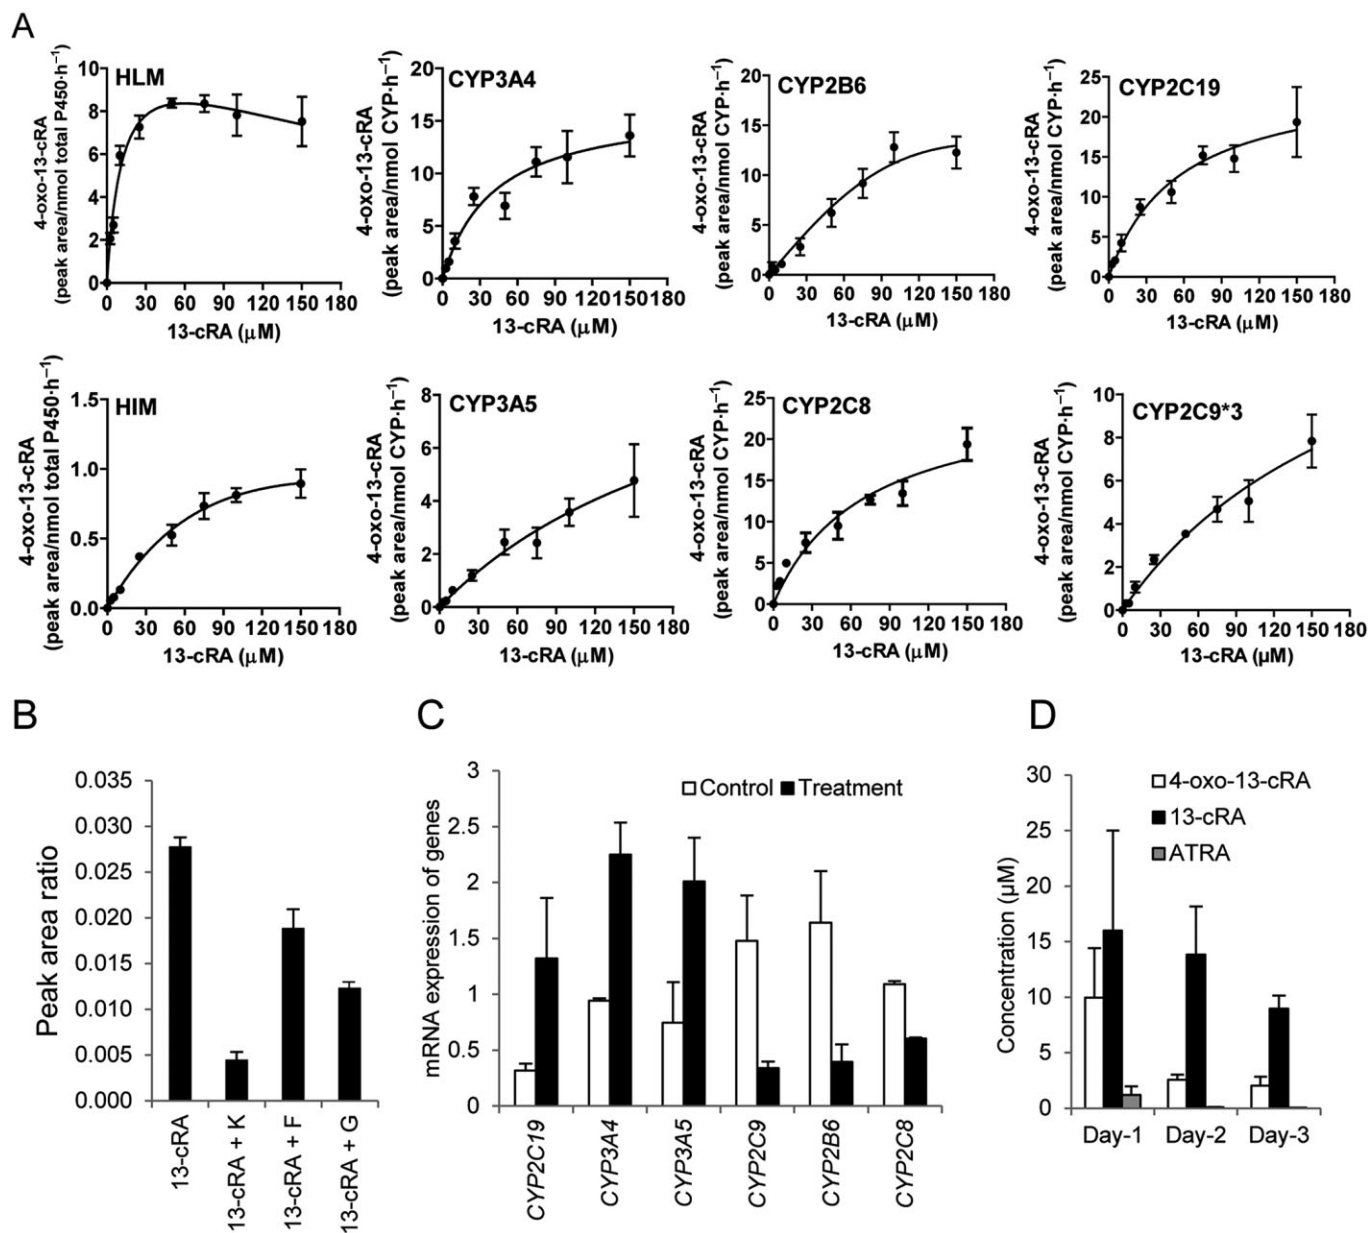 A
HLM
4-oxo-13-cRA
(peak area/nmol total P450·h⁻¹)
10
8
6
4
2
0
0 30 60 90 120 150 180
13-cRA (μM)
CYP3A4
4-oxo-13-cRA
(peak area/nmol CYP·h⁻¹)
20
15
10
5
0
0 30 60 90 120 150 180
13-cRA (μM)
CYP2B6
4-oxo-13-cRA
(peak area/nmol CYP·h⁻¹)
20
15
10
5
0
0 30 60 90 120 150 180
13-cRA (μM)
CYP2C19
4-oxo-13-cRA
(peak area/nmol CYP·h⁻¹)
25
20
15
10
5
0
0 30 60 90 120 150 180
13-cRA (μM)
HIM
4-oxo-13-cRA
(peak area/nmol total P450·h⁻¹)
1.5
1.0
0.5
0.0
0 30 60 90 120 150 180
13-cRA (μM)
CYP3A5
4-oxo-13-cRA
(peak area/nmol CYP·h⁻¹)
8
6
4
2
0
0 30 60 90 120 150 180
13-cRA (μM)
CYP2C8
4-oxo-13-cRA
(peak area/nmol CYP·h⁻¹)
25
20
15
10
5
0
0 30 60 90 120 150 180
13-cRA (μM)
CYP2C9*3
4-oxo-13-cRA
(peak area/nmol CYP·h⁻¹)
10
8
6
4
2
0
0 30 60 90 120 150 180
13-cRA (μM)
B
Peak area ratio
0.035
0.030
0.025
0.020
0.015
0.010
0.005
0.000
13-cRA
13-cRA + K
13-cRA + F
13-cRA + G
C
mRNA expression of genes
3
2.5
2
1.5
1
0.5
0
Control Treatment
CYP2C19
CYP3A4
CYP3A5
CYP2C9
CYP2B6
CYP2C8
D
Concentration (μM)
30
25
20
15
10
5
0
4-oxo-13-cRA
13-cRA
ATRA
Day-1 Day-2 Day-3